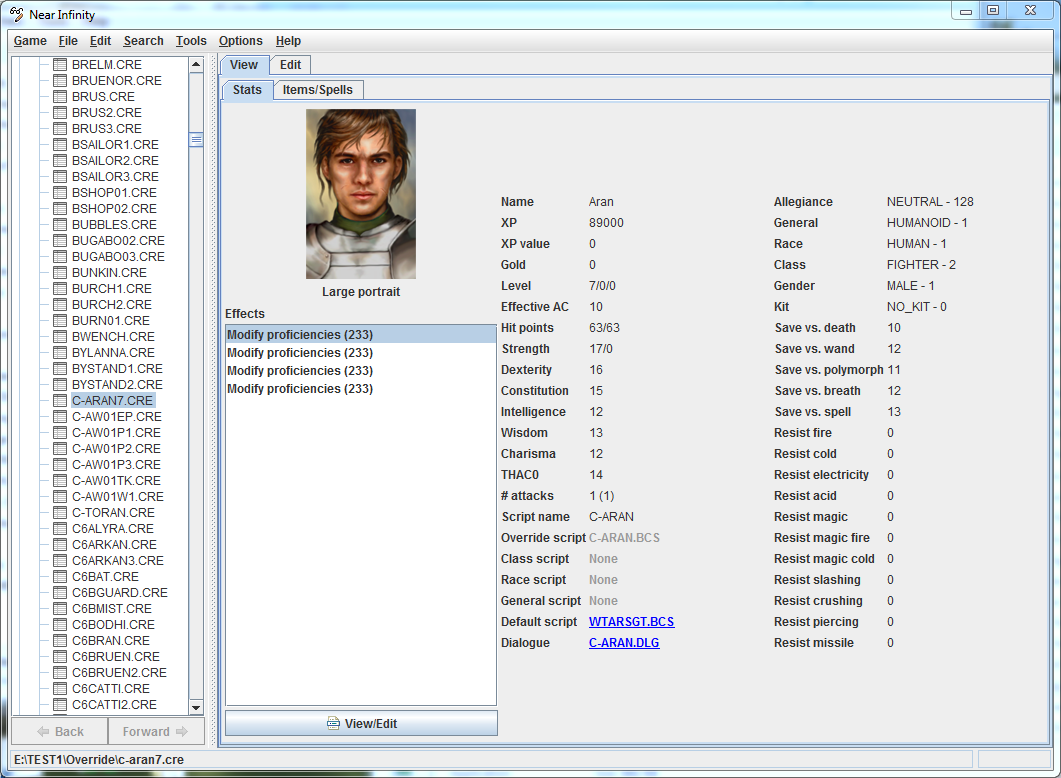 Near Infinity
Game File Edit Search Tools Options Help
BRELM.CRE
BRUENOR.CRE
BRUS.CRE
BRUS2.CRE
BRUS3.CRE
BSAILOR1.CRE
BSAILOR2.CRE
BSAILOR3.CRE
BSHOP01.CRE
BSHOP02.CRE
BUBBLES.CRE
BUGABO02.CRE
BUGABO03.CRE
BUNKIN.CRE
BURCH1.CRE
BURCH2.CRE
BURN01.CRE
BWENCH.CRE
BYLANNA.CRE
BYSTAND1.CRE
BYSTAND2.CRE
C-ARAN7.CRE
C-AW01EP.CRE
C-AW01P1.CRE
C-AW01P2.CRE
C-AW01P3.CRE
C-AW01TK.CRE
C-AW01W1.CRE
C-TORAN.CRE
C6ALYRA.CRE
C6ARKAN.CRE
C6ARKAN3.CRE
C6BAT.CRE
C6BGUARD.CRE
C6BMIST.CRE
C6BODHI.CRE
C6BRAN.CRE
C6BRUEN.CRE
C6BRUEN2.CRE
C6CATTI.CRE
C6CATTI2.CRE
Back Forward
View Edit
Stats Items/Spells
Large portrait
Effects
Modify proficiencies (233)
Modify proficiencies (233)
Modify proficiencies (233)
Modify proficiencies (233)
View/Edit
Name Aran
XP 89000
XP value 0
Gold 0
Level 7/0/0
Effective AC 10
Hit points 63/63
Strength 17/0
Dexterity 16
Constitution 15
Intelligence 12
Wisdom 13
Charisma 12
THAC0 14
# attacks 1 (1)
Script name C-ARAN
Override script C-ARAN.BCS
Class script None
Race script None
General script None
Default script WTARSGT.BCS
Dialogue C-ARAN.DLG
Allegiance NEUTRAL - 128
General HUMANOID - 1
Race HUMAN - 1
Class FIGHTER - 2
Gender MALE - 1
Kit NO_KIT - 0
Save vs. death 10
Save vs. wand 12
Save vs. polymorph 11
Save vs. breath 12
Save vs. spell 13
Resist fire 0
Resist cold 0
Resist electricity 0
Resist acid 0
Resist magic 0
Resist magic fire 0
Resist magic cold 0
Resist slashing 0
Resist crushing 0
Resist piercing 0
Resist missile 0
E:\TEST1\Override\c-aran7.cre